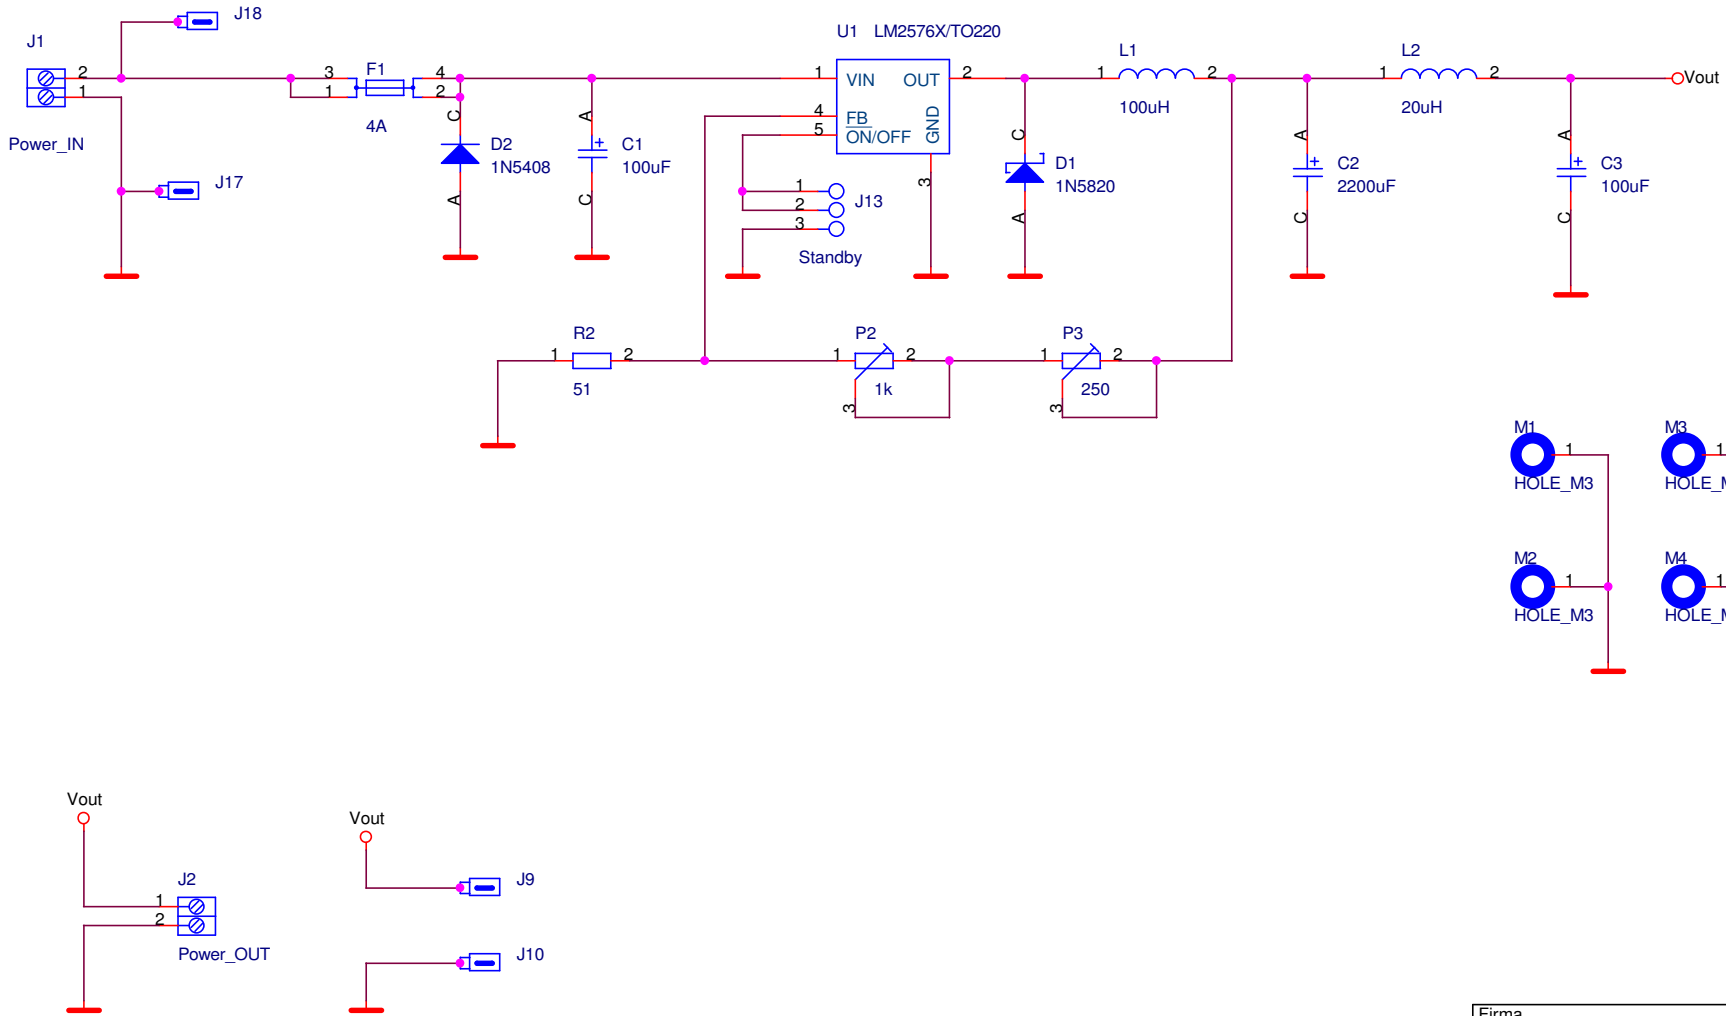 J18
J1
2
1
Power_IN
J17
3
1
F1
4A
4
2
C
D2
1N5408
A
A
C1
100uF
C
U1 LM2576X/TO220
1
VIN
OUT
2
4
FB
5
ON/OFF
GND
3
1
2
3
J13
Standby
C
D1
1N5820
A
L1
1
2
100uH
L2
1
2
20uH
Vout
A
C2
2200uF
C
A
C3
100uF
C
R2
1
2
51
P2
1
2
3
1k
P3
1
2
3
250
M1
1
HOLE_M3
M3
1
M2
1
HOLE_M3
M4
1
Vout
J2
1
2
Power_OUT
Vout
J9
J10
Firma